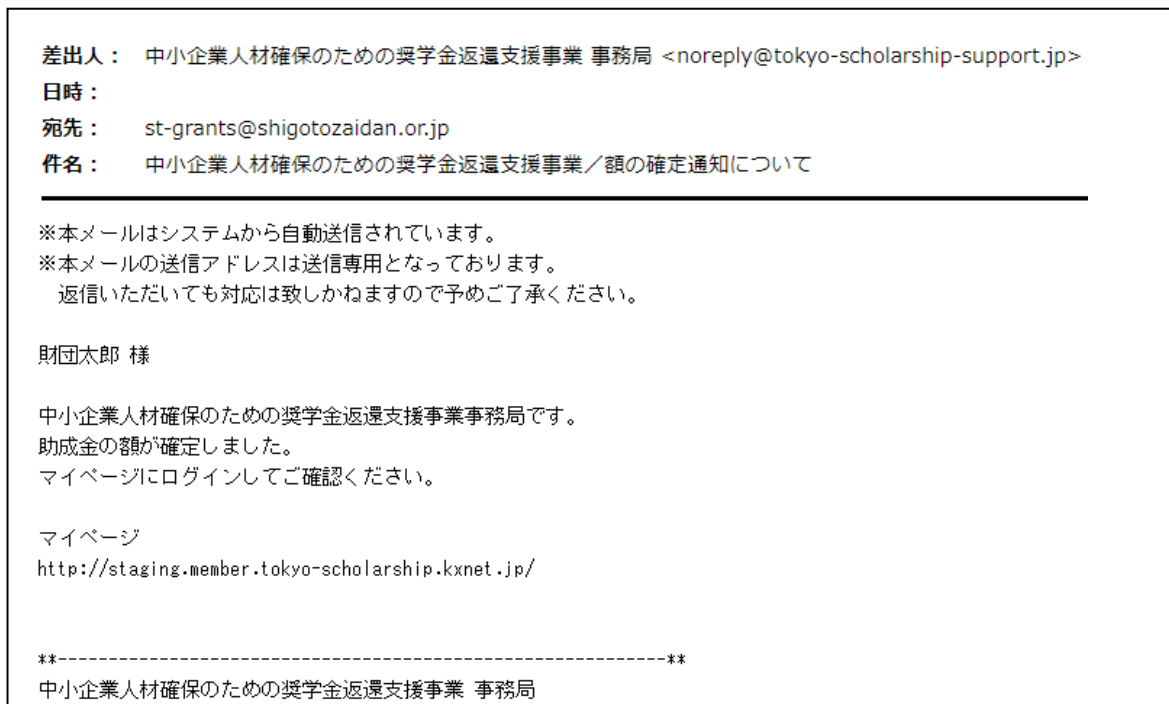 差出人： 中小企業人材確保のための奨学金返還支援事業 事務局 <noreply@tokyo-scholarship-support.jp>
日時：
宛先： st-grants@shigotozaidan.or.jp
件名： 中小企業人材確保のための奨学金返還支援事業／額の確定通知について
※本メールはシステムから自動送信されています。
※本メールの送信アドレスは送信専用となっております。
　返信いただいても対応は致しかねますので予めご了承ください。
財団太郎 様
中小企業人材確保のための奨学金返還支援事業事務局です。
助成金の額が確定しました。
マイページにログインしてご確認ください。
マイページ
http://staging.member.tokyo-scholarship.kxnet.jp/
**-------------------------------------------------------------**
中小企業人材確保のための奨学金返還支援事業 事務局